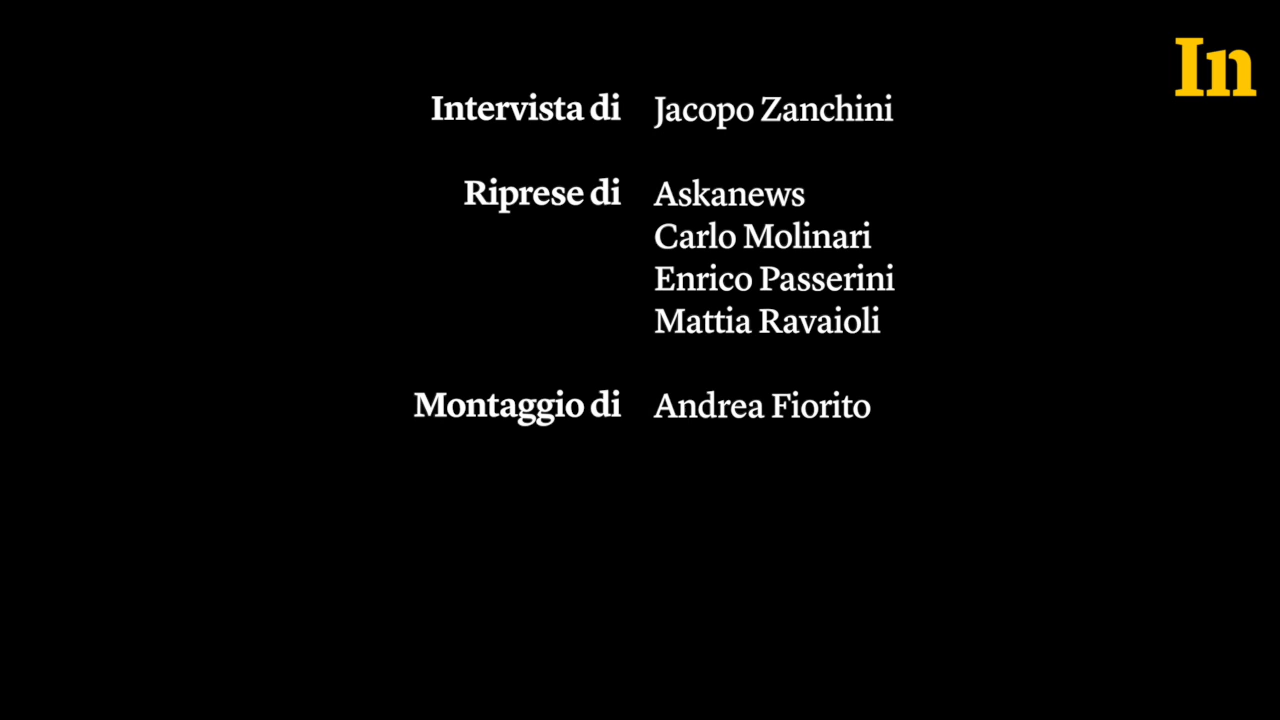 In
Intervista di Jacopo Zanchini
Riprese di Askanews
Carlo Molinari
Enrico Passerini
Mattia Ravaioli
Montaggio di Andrea Fiorito